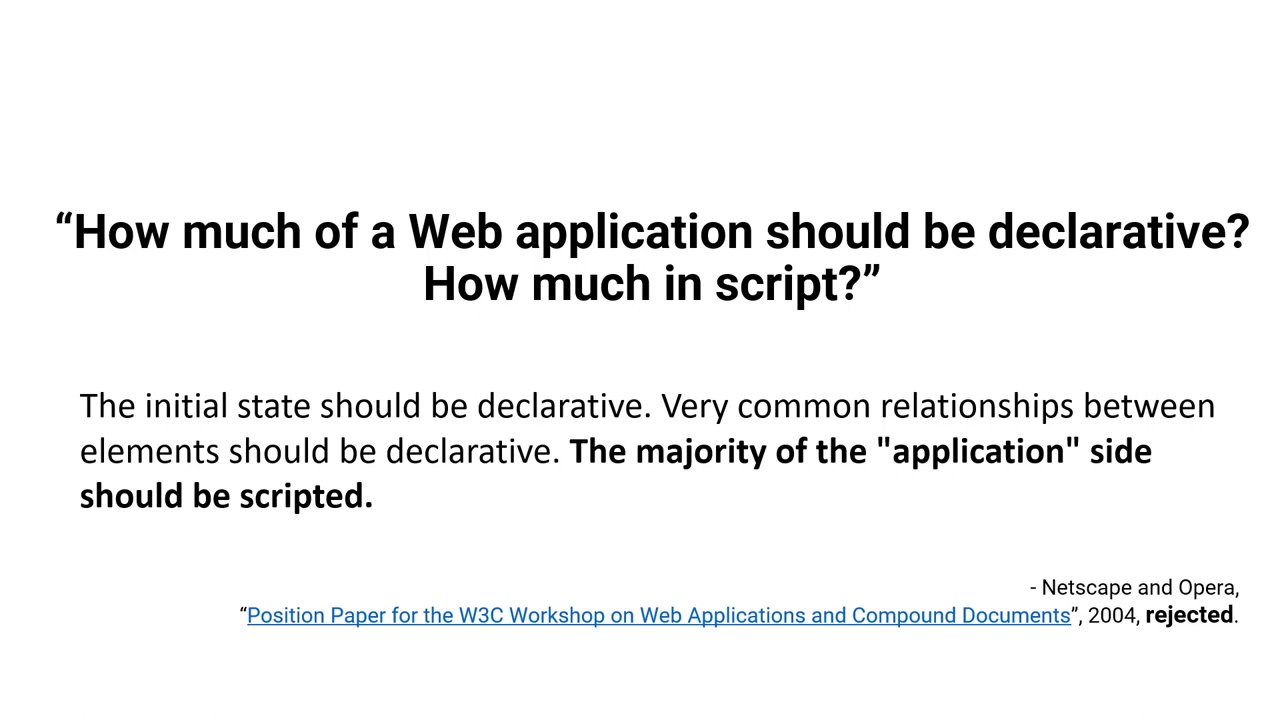 “How much of a Web application should be declarative?
How much in script?”
The initial state should be declarative. Very common relationships between
elements should be declarative. The majority of the "application" side
should be scripted.
- Netscape and Opera,
“Position Paper for the W3C Workshop on Web Applications and Compound Documents”, 2004, rejected.